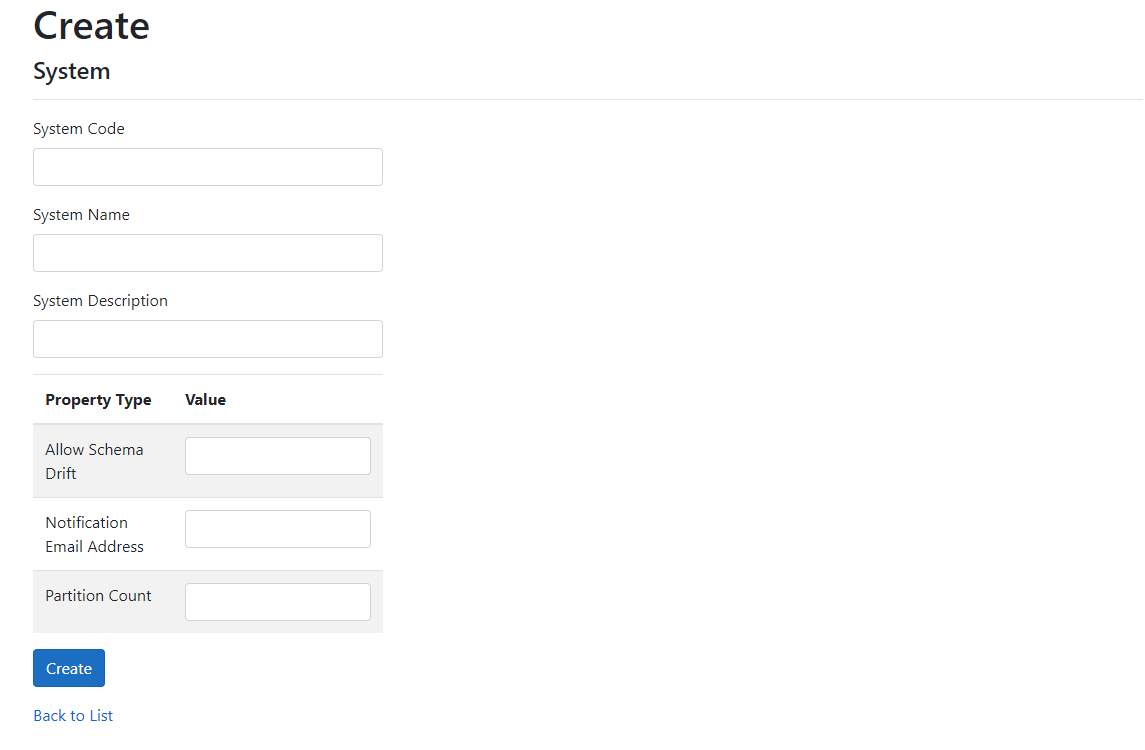 Create
System
System Code
System Name
System Description
Property Type Value
Allow Schema
Drift
Notification
Email Address
Partition Count
Create
Back to List